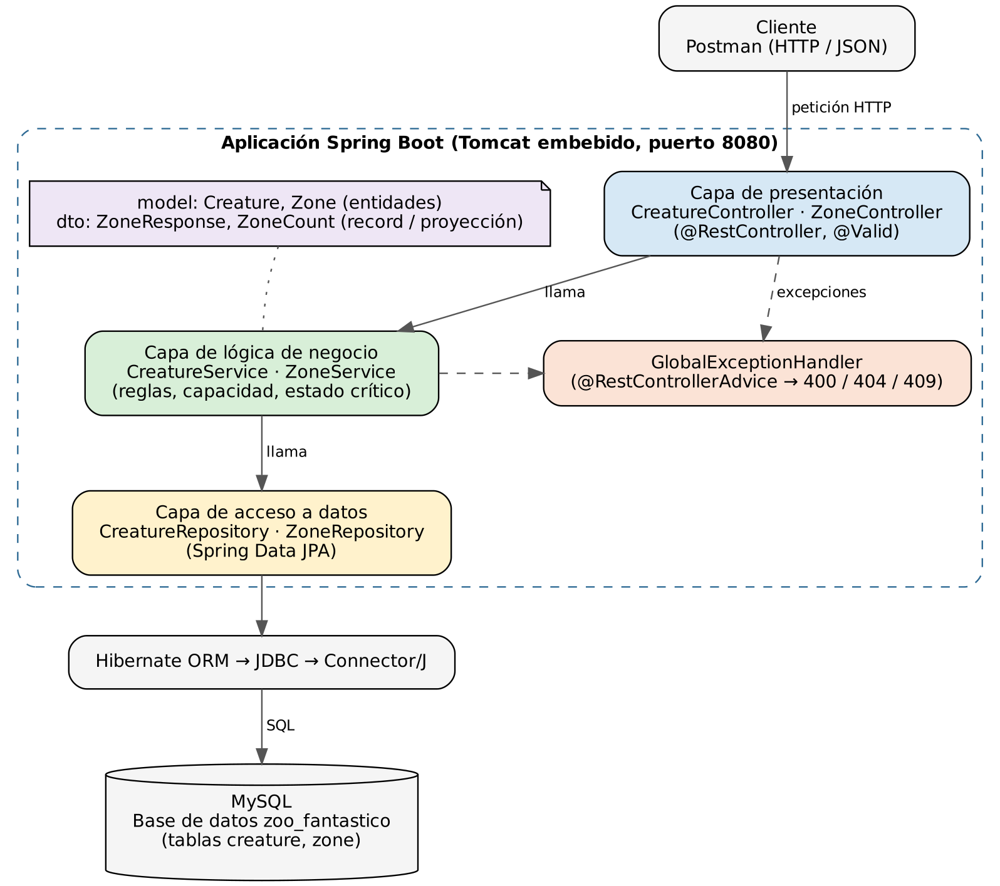 Cliente
Postman (HTTP / JSON)
petición HTTP
Aplicación Spring Boot (Tomcat embebido, puerto 8080)
model: Creature, Zone (entidades)
dto: ZoneResponse, ZoneCount (record / proyección)
Capa de presentación
CreatureController · ZoneController
(@RestController, @Valid)
llama
excepciones
Capa de lógica de negocio
CreatureService · ZoneService
(reglas, capacidad, estado crítico)
GlobalExceptionHandler
(@RestControllerAdvice → 400 / 404 / 409)
llama
Capa de acceso a datos
CreatureRepository · ZoneRepository
(Spring Data JPA)
Hibernate ORM → JDBC → Connector/J
SQL
MySQL
Base de datos zoo_fantastico
(tablas creature, zone)